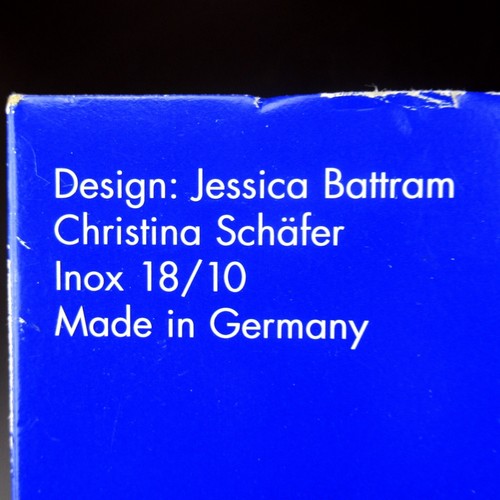 Design: Jessica Battram
Christina Schäfer
Inox 18/10
Made in Germany